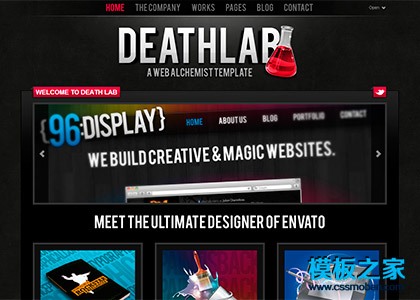 HOME THE COMPANY WORKS PAGES BLOG CONTACT
Open
DEATHLAB
A WEB ALCHEMIST TEMPLATE
WELCOME TO DEATH LAB
{96:DISPLAY}
HOME ABOUT US BLOG PORTFOLIO CONTACT
WE BUILD CREATIVE & MAGIC WEBSITES.
MEET THE ULTIMATE DESIGNER OF ENVATO
模板之家
www.cssmoban.com